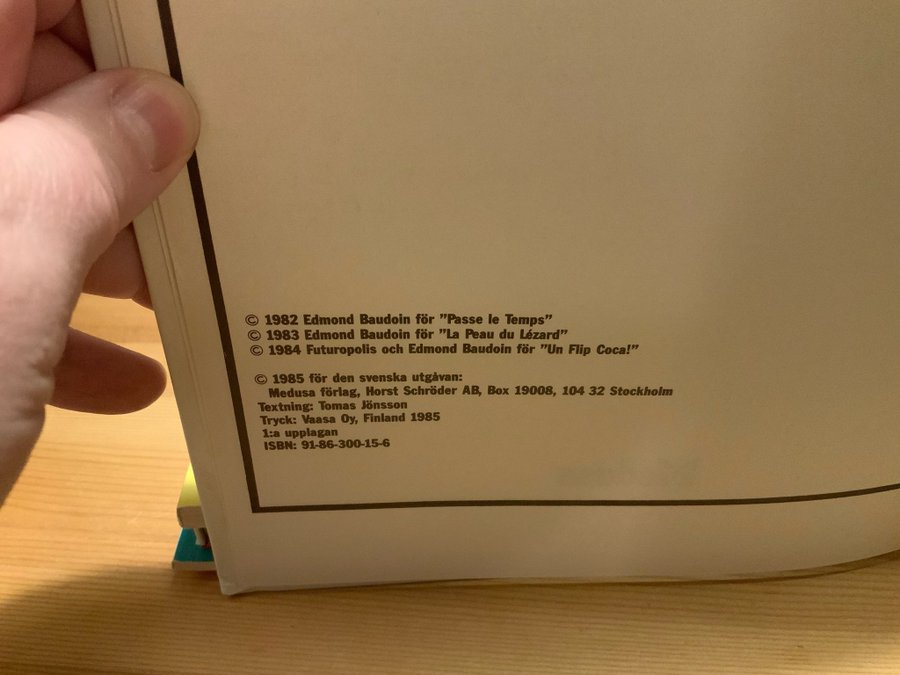 © 1982 Edmond Baudoin för "Passe le Temps"
© 1983 Edmond Baudoin för "La Peau du Lézard"
© 1984 Futuropolis och Edmond Baudoin för "Un Flip Coca!"
© 1985 för den svenska utgåvan:
Medusa förlag, Horst Schröder AB, Box 19008, 104 32 Stockholm
Textning: Tomas Jönsson
Tryck: Vaasa Oy, Finland 1985
1:a upplagan
ISBN: 91-86-300-15-6